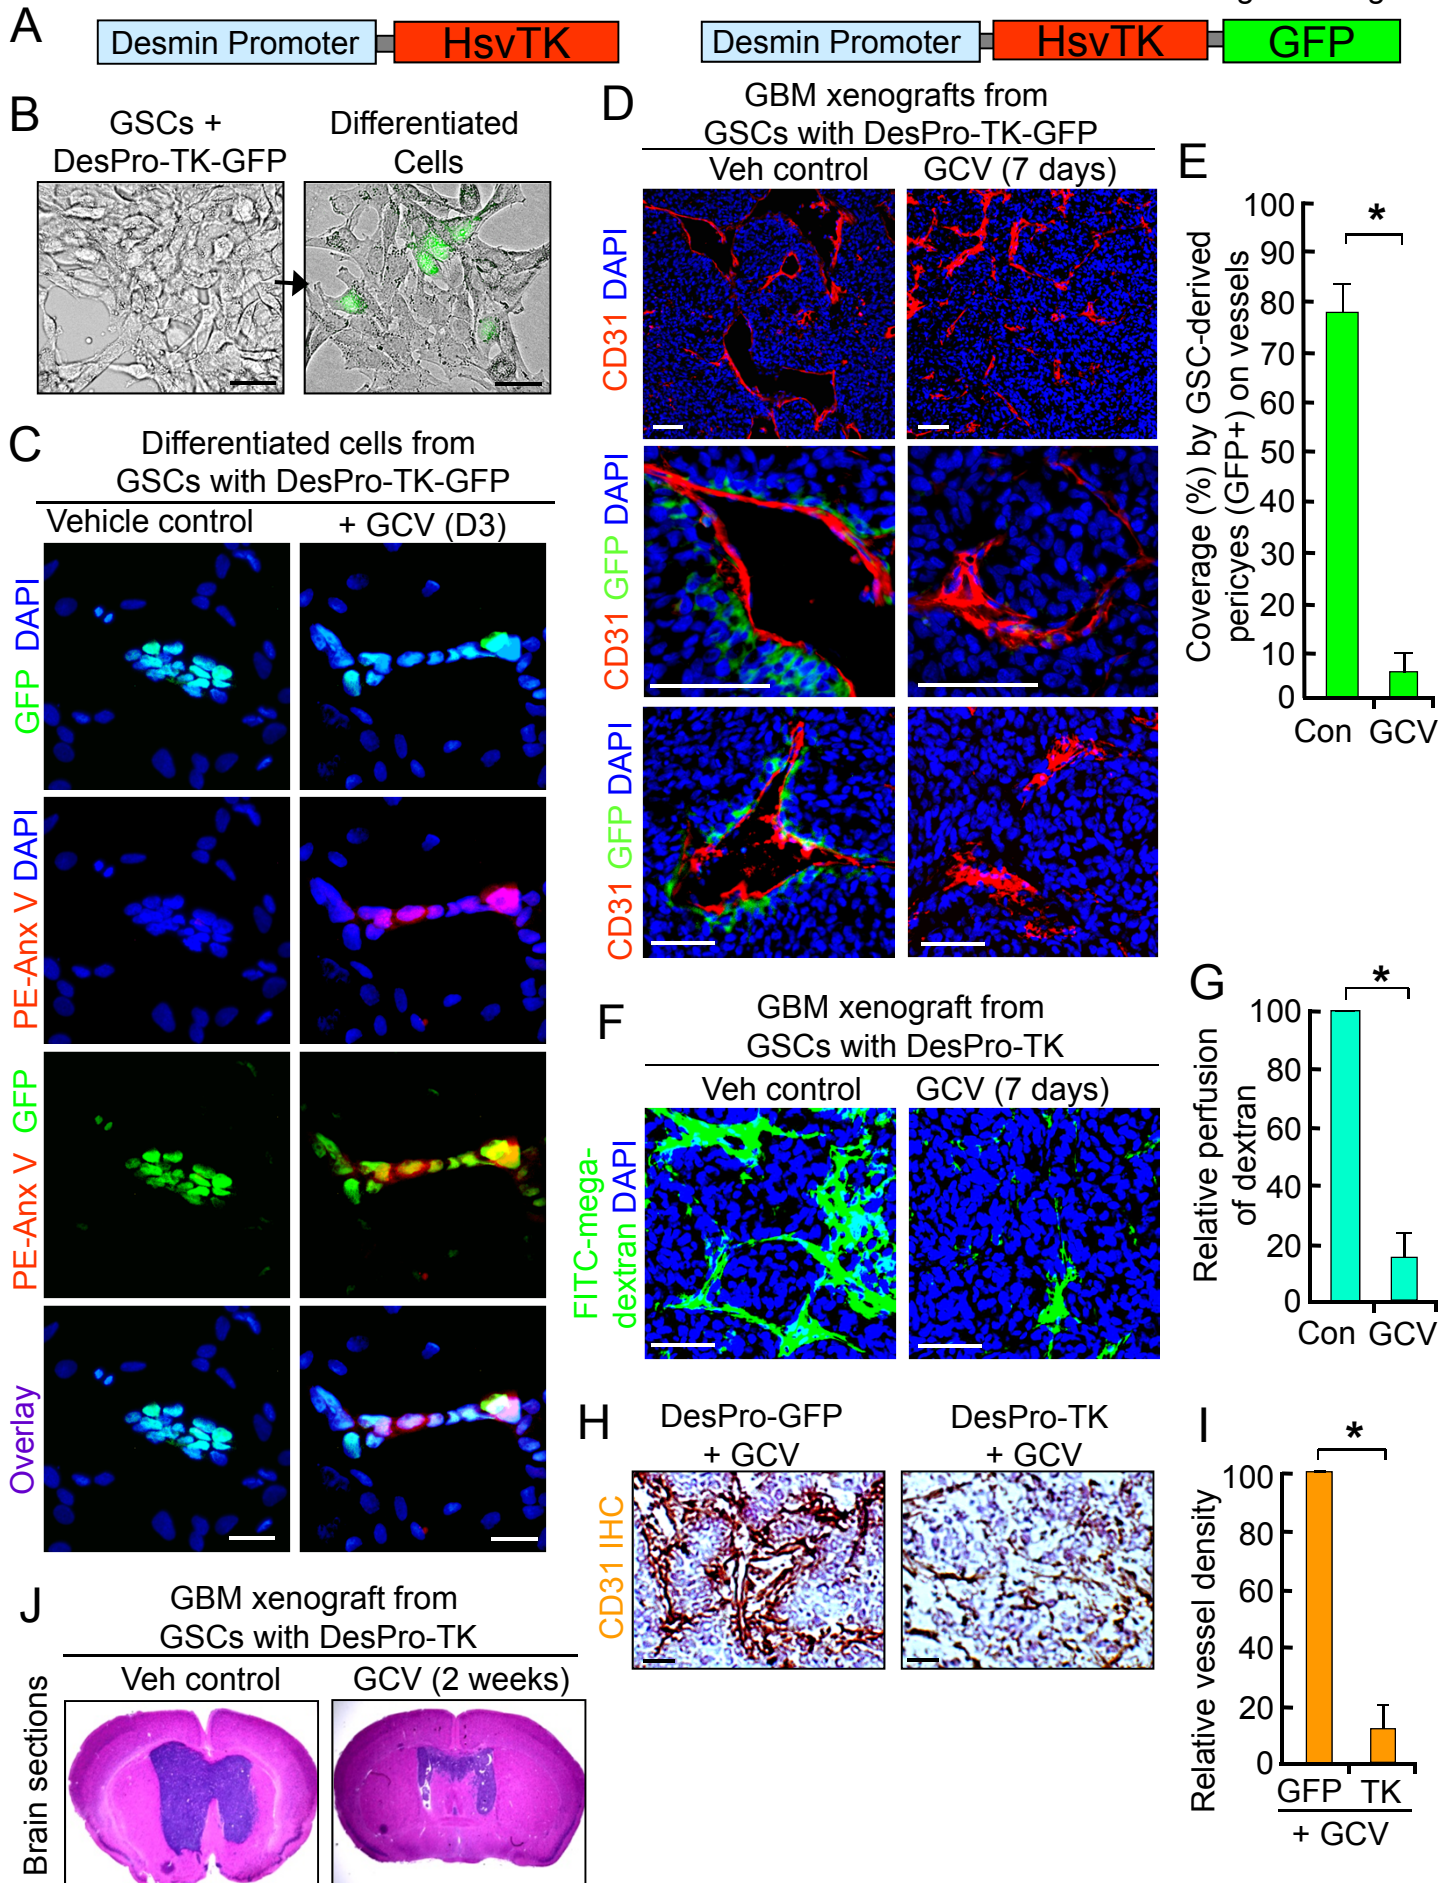 A
Desmin Promoter HsvTK
Desmin Promoter HsvTK GFP
B
GSCs +
DesPro-TK-GFP
Differentiated
Cells
C
Differentiated cells from
GSCs with DesPro-TK-GFP
Vehicle control
+ GCV (D3)
GFP DAPI
PE-Anx V DAPI
PE-Anx V GFP
Overlay
D
GBM xenografts from
GSCs with DesPro-TK-GFP
Veh control
GCV (7 days)
CD31 DAPI
CD31 GFP DAPI
CD31 GFP DAPI
E
Coverage (%) by GSC-derived
pericyes (GFP+) on vessels
100
90
80
70
60
50
40
30
20
10
0
*
Con GCV
F
GBM xenograft from
GSCs with DesPro-TK
Veh control
GCV (7 days)
FITC-mega-
dextran DAPI
G
Relative perfusion
of dextran
100
80
60
40
20
0
*
Con GCV
H
DesPro-GFP
+ GCV
DesPro-TK
+ GCV
CD31 IHC
I
Relative vessel density
100
80
60
40
20
0
*
GFP TK
+ GCV
J
GBM xenograft from
GSCs with DesPro-TK
Veh control
GCV (2 weeks)
Brain sections